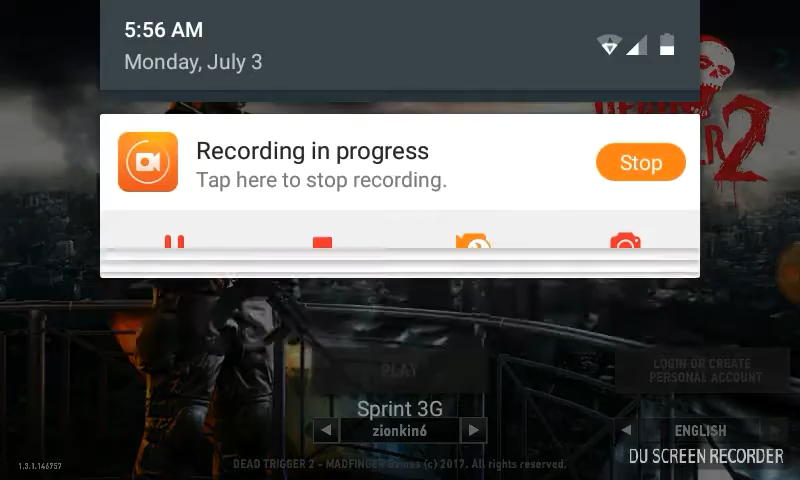 5:56 AM
Monday, July 3
Recording in progress
Tap here to stop recording.
Stop
2
PLAY
LOGIN OR CREATE
PERSONAL ACCOUNT
Sprint 3G
zionkin6
ENGLISH
1.3.1.146757
DEAD TRIGGER 2 - MADFINGER Games (c) 2017. All rights reserved.
DU SCREEN RECORDER